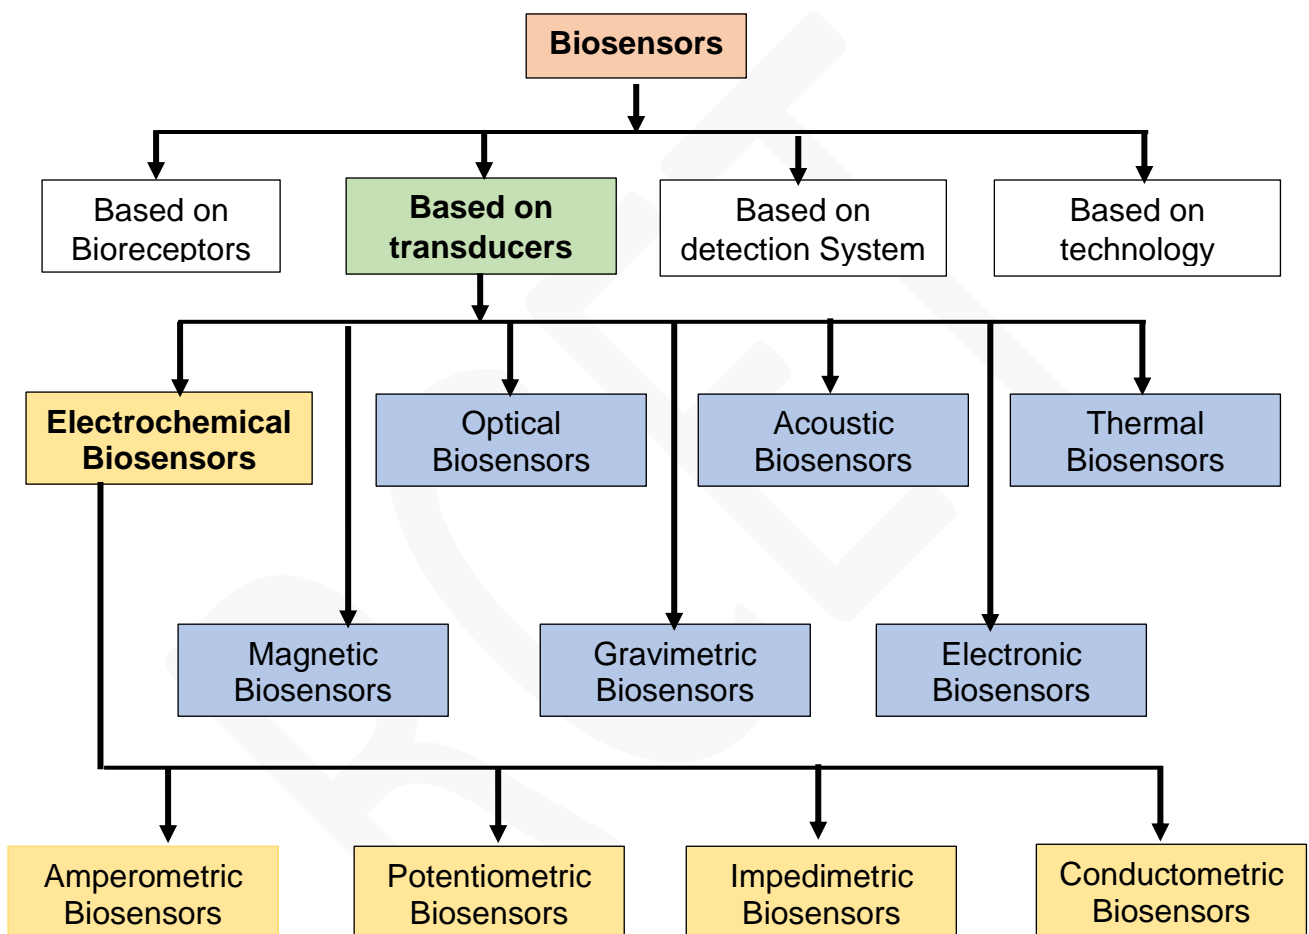 Biosensors
Based on
Bioreceptors
Based on
transducers
Based on
detection System
Based on
technology
Electrochemical
Biosensors
Optical
Biosensors
Acoustic
Biosensors
Thermal
Biosensors
Magnetic
Biosensors
Gravimetric
Biosensors
Electronic
Biosensors
Amperometric
Biosensors
Potentiometric
Biosensors
Impedimetric
Biosensors
Conductometric
Biosensors
RCET